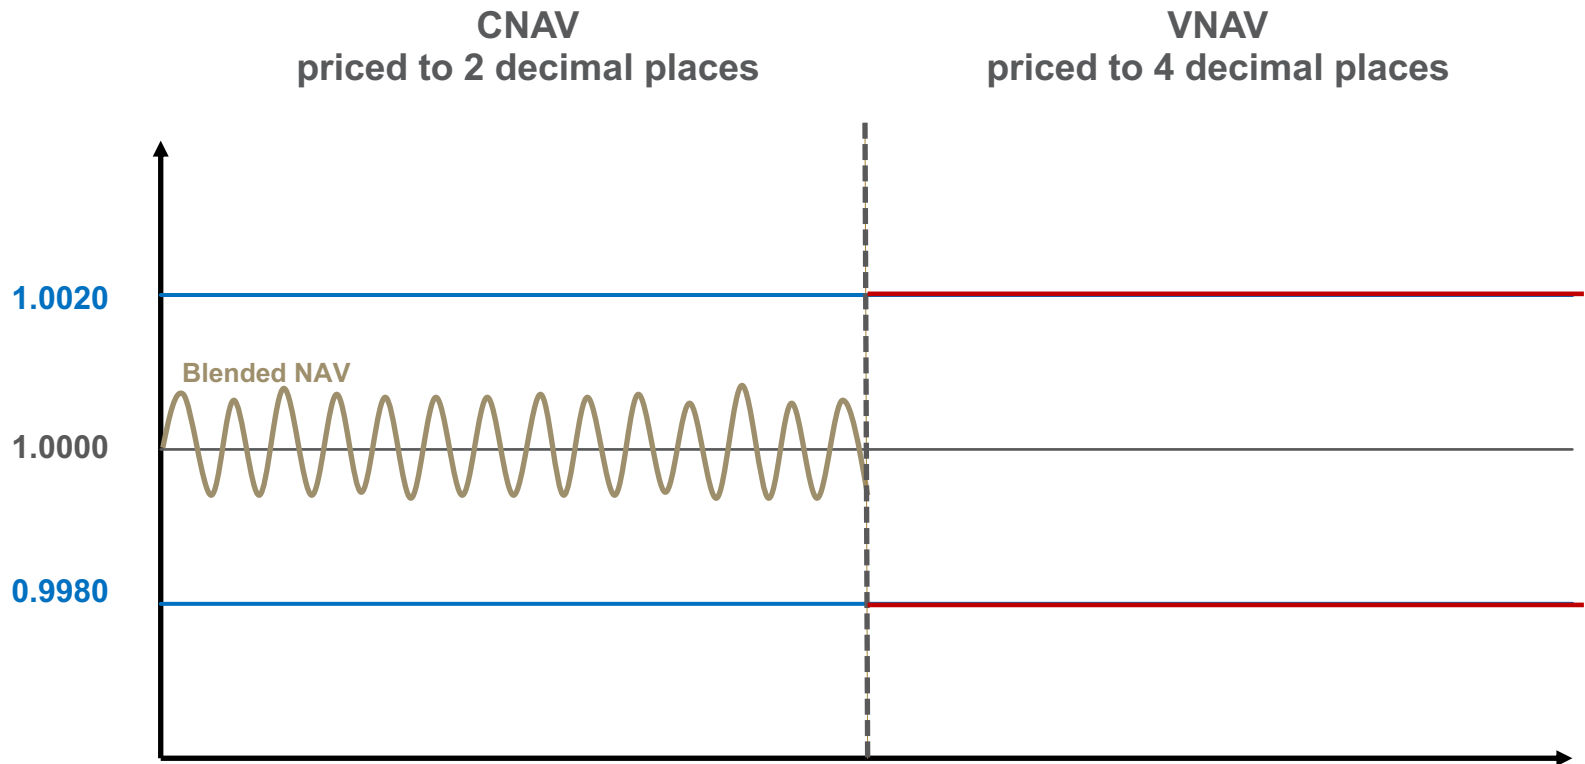 CNAV
priced to 2 decimal places
VNAV
priced to 4 decimal places
1.0020
Blended NAV
1.0000
0.9980